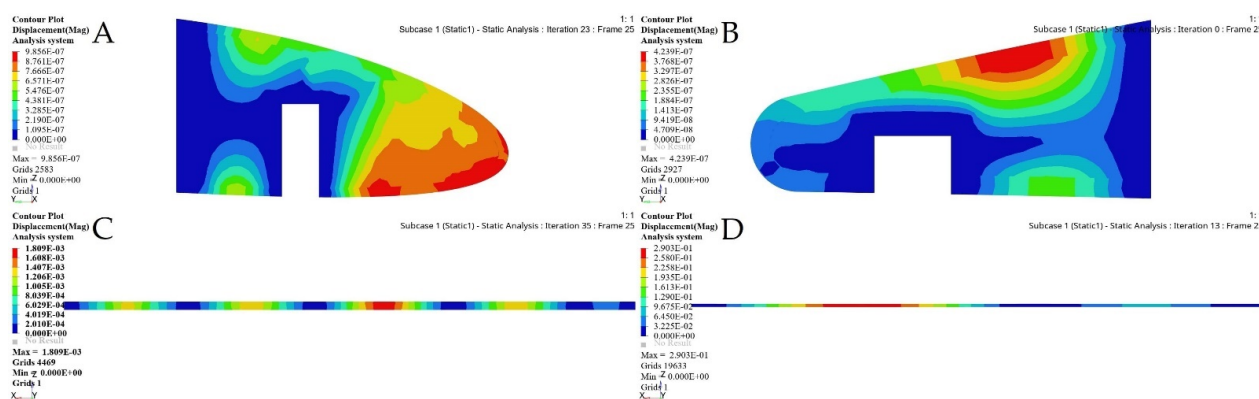 Contour Plot
Displacement(Mag)
Analysis system
9.856E-07
8.761E-07
7.666E-07
6.571E-07
5.476E-07
4.381E-07
3.285E-07
2.190E-07
1.095E-07
0.000E+00
No Result
Max = 9.856E-07
Grids 2583
Min = 0.000E+00
Grids 1
Z
Y X
A
1: 1
Subcase 1 (Static1) - Static Analysis : Iteration 23 : Frame 25
Contour Plot
Displacement(Mag)
Analysis system
4.239E-07
3.768E-07
3.297E-07
2.826E-07
2.355E-07
1.884E-07
1.413E-07
9.419E-08
4.709E-08
0.000E+00
No Result
Max = 4.239E-07
Grids 2927
Min = 0.000E+00
Grids 1
Z
Y X
B
1:
Subcase 1 (Static1) - Static Analysis : Iteration 0 : Frame 2
Contour Plot
Displacement(Mag)
Analysis system
1.809E-03
1.608E-03
1.407E-03
1.206E-03
1.005E-03
8.039E-04
6.029E-04
4.019E-04
2.010E-04
0.000E+00
No Result
Max = 1.809E-03
Grids 4469
Min = 0.000E+00
Grids 1
Z
X Y
C
1: 1
Subcase 1 (Static1) - Static Analysis : Iteration 35 : Frame 25
Contour Plot
Displacement(Mag)
Analysis system
2.903E-01
2.580E-01
2.258E-01
1.935E-01
1.613E-01
1.290E-01
9.675E-02
6.450E-02
3.225E-02
0.000E+00
No Result
Max = 2.903E-01
Grids 19633
Min = 0.000E+00
Grids 1
Z
X Y
D
1:
Subcase 1 (Static1) - Static Analysis : Iteration 13 : Frame 2